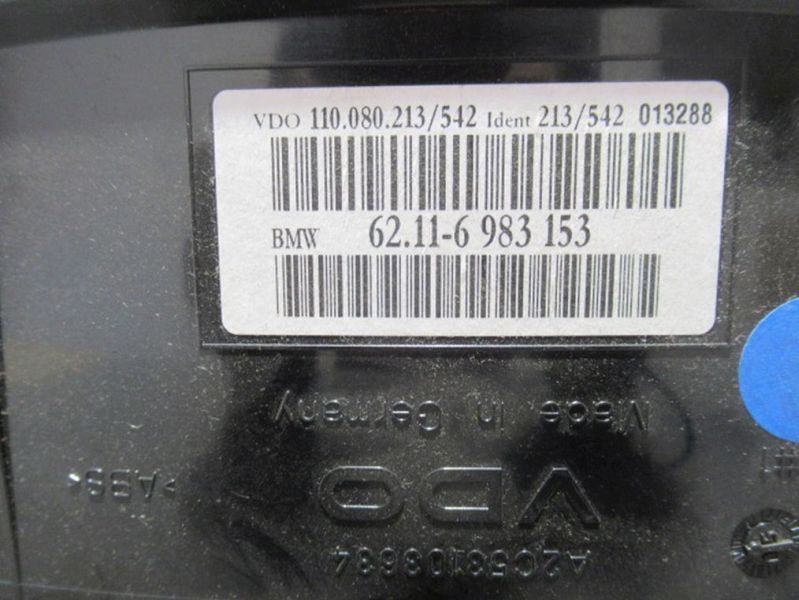 VDO 110.080.213/542 Ident 213/542 013288
BMW 62.11-6 983 153
Made in Germany
>ABS<
VDO
A2C53108634